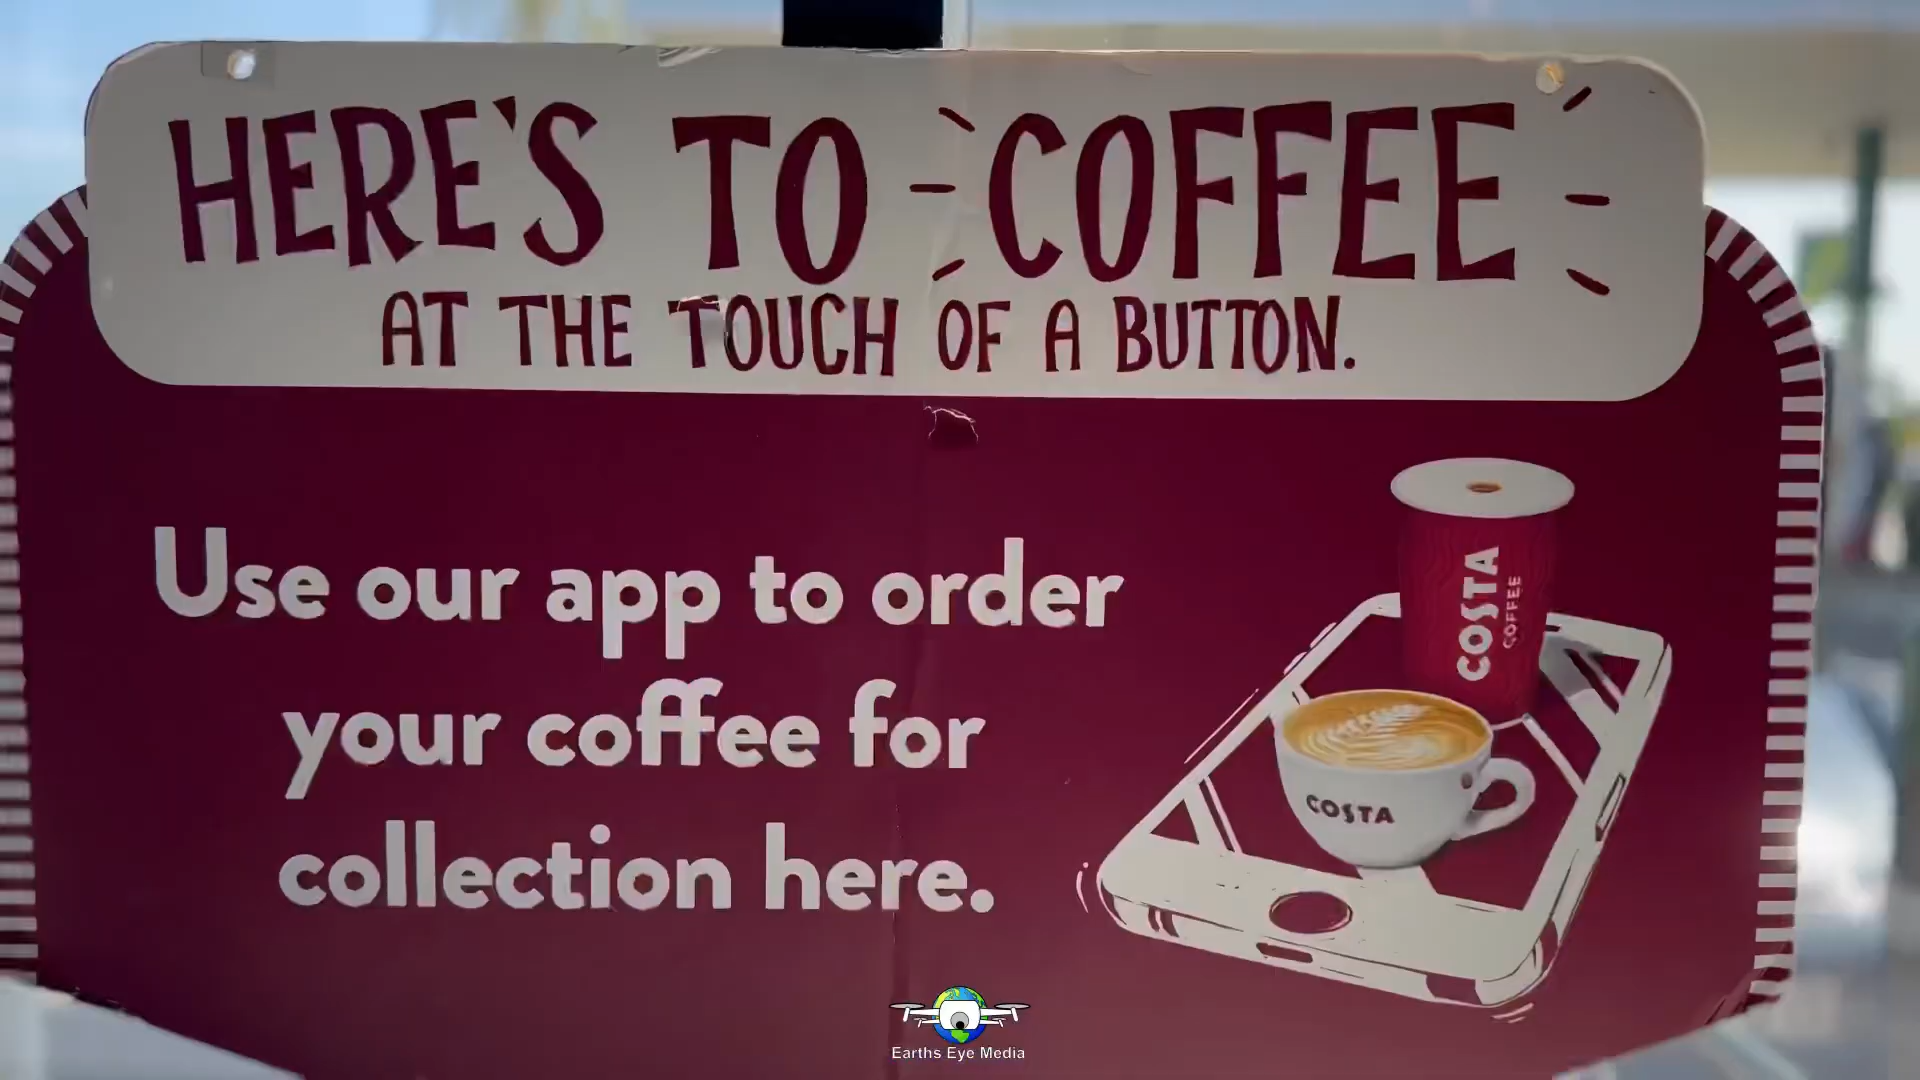 HERE'S TO COFFEE
AT THE TOUCH OF A BUTTON.
Use our app to order
your coffee for
collection here.
COSTA
COFFEE
COSTA
Earths Eye Media